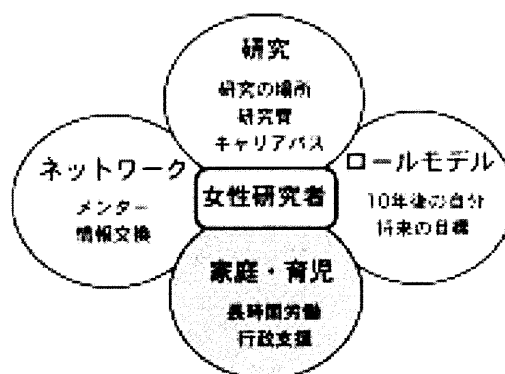 研究
研究の場所
研究費
キャリアパス
ネットワーク
メンター
情報交換
女性研究者
ロールモデル
10年後の自分
将来の目標
家庭・育児
長時間労働
行政支援